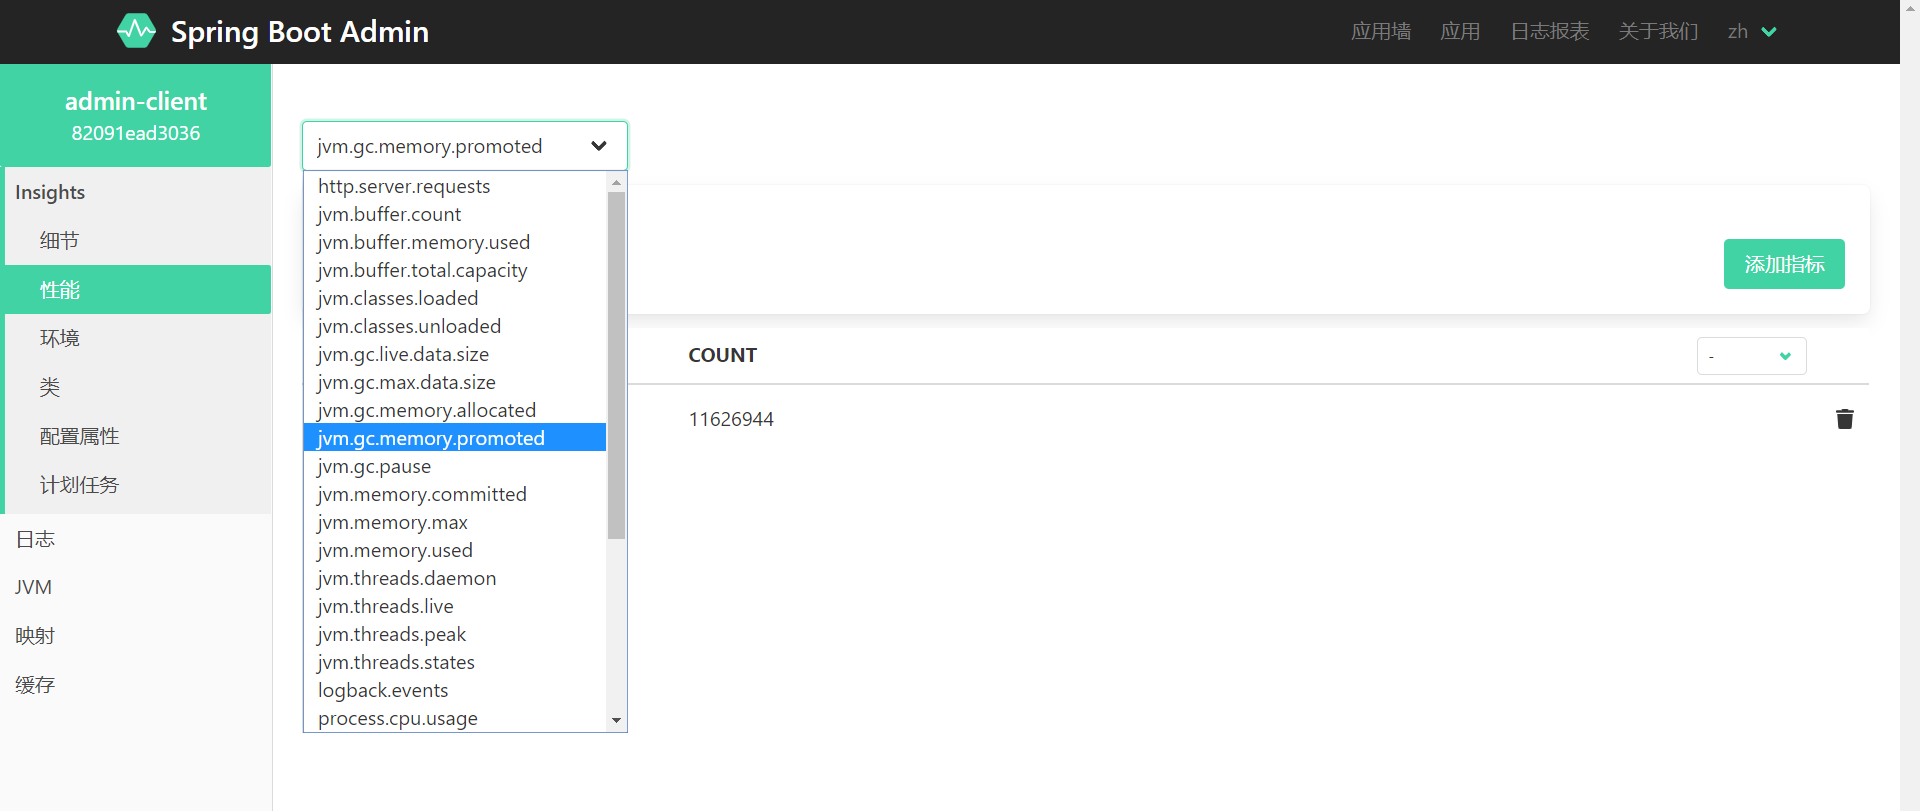 Spring Boot Admin
应用墙
应用
日志报表
关于我们
zh
admin-client
82091ead3036
Insights
细节
性能
环境
类
配置属性
计划任务
日志
JVM
映射
缓存
jvm.gc.memory.promoted
http.server.requests
jvm.buffer.count
jvm.buffer.memory.used
jvm.buffer.total.capacity
jvm.classes.loaded
jvm.classes.unloaded
jvm.gc.live.data.size
jvm.gc.max.data.size
jvm.gc.memory.allocated
jvm.gc.memory.promoted
jvm.gc.pause
jvm.memory.committed
jvm.memory.max
jvm.memory.used
jvm.threads.daemon
jvm.threads.live
jvm.threads.peak
jvm.threads.states
logback.events
process.cpu.usage
添加指标
COUNT
-
11626944